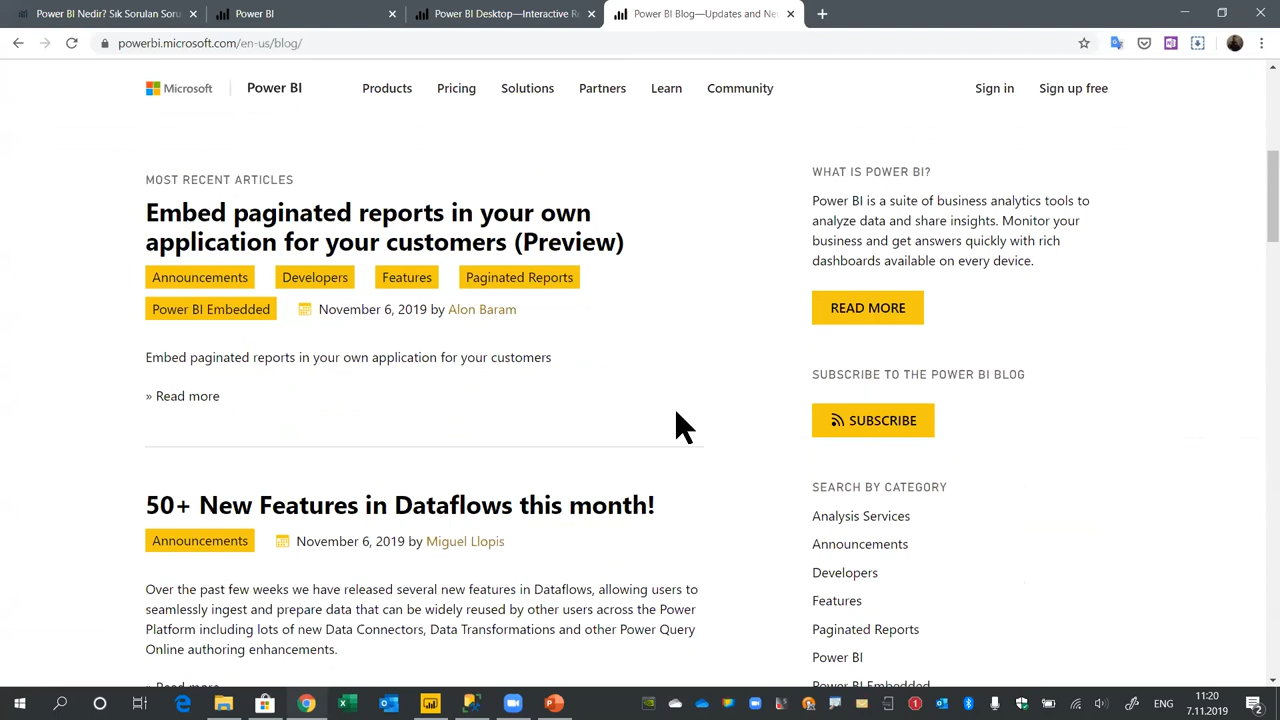 Power BI Nedir? Sık Sorulan Soru
Power BI
Power BI Desktop—Interactive R
Power BI Blog—Updates and Ne
powerbi.microsoft.com/en-us/blog/
Microsoft
Power BI
Products
Pricing
Solutions
Partners
Learn
Community
Sign in
Sign up free
MOST RECENT ARTICLES
Embed paginated reports in your own
application for your customers (Preview)
Announcements
Developers
Features
Paginated Reports
Power BI Embedded
November 6, 2019 by Alon Baram
Embed paginated reports in your own application for your customers
» Read more
50+ New Features in Dataflows this month!
Announcements
November 6, 2019 by Miguel Llopis
Over the past few weeks we have released several new features in Dataflows, allowing users to
seamlessly ingest and prepare data that can be widely reused by other users across the Power
Platform including lots of new Data Connectors, Data Transformations and other Power Query
Online authoring enhancements.
» Read more
WHAT IS POWER BI?
Power BI is a suite of business analytics tools to
analyze data and share insights. Monitor your
business and get answers quickly with rich
dashboards available on every device.
READ MORE
SUBSCRIBE TO THE POWER BI BLOG
SUBSCRIBE
SEARCH BY CATEGORY
Analysis Services
Announcements
Developers
Features
Paginated Reports
Power BI
Power BI Embedded
ENG
11:20
7.11.2019
2